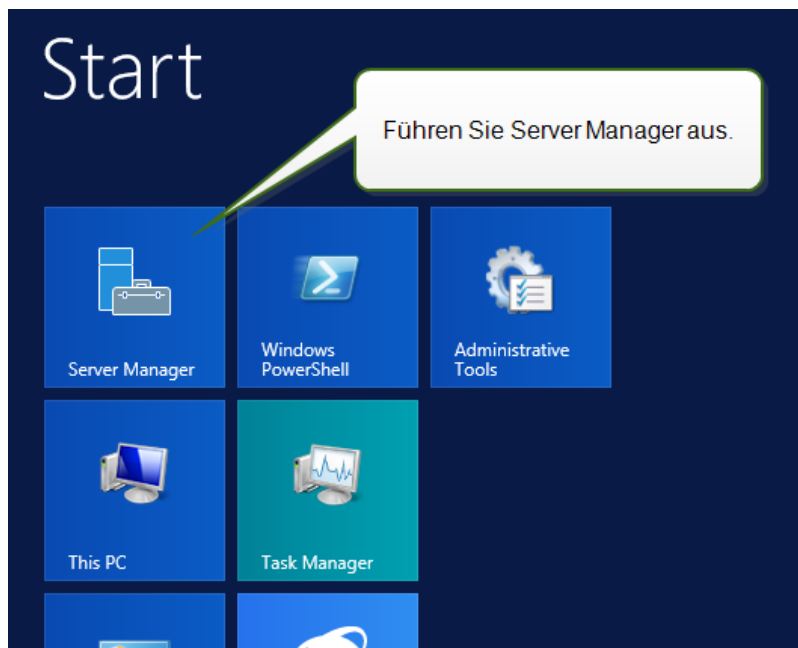 Start
Führen Sie Server Manager aus.
Server Manager
Windows
PowerShell
Administrative
Tools
This PC
Task Manager